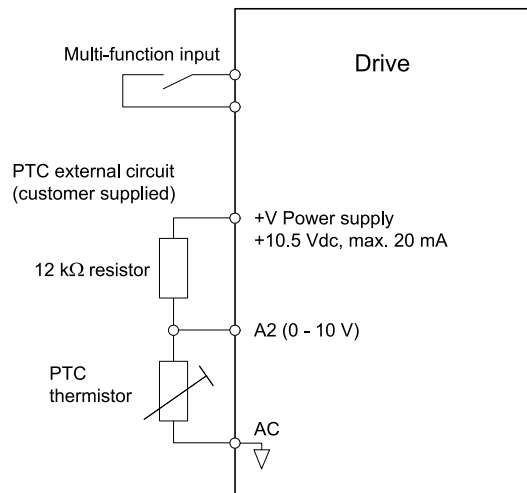 Multi-function input
Drive
PTC external circuit
(customer supplied)
+V Power supply
+10.5 Vdc, max. 20 mA
12 kΩ resistor
A2 (0 - 10 V)
PTC
thermistor
AC